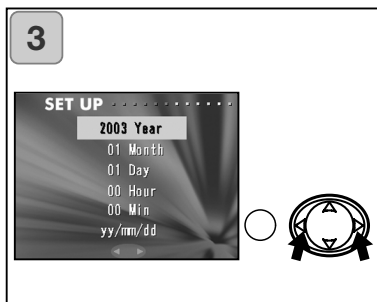 3
SET UP
2003 Year
01 Month
01 Day
00 Hour
00 Min
yy/mm/dd